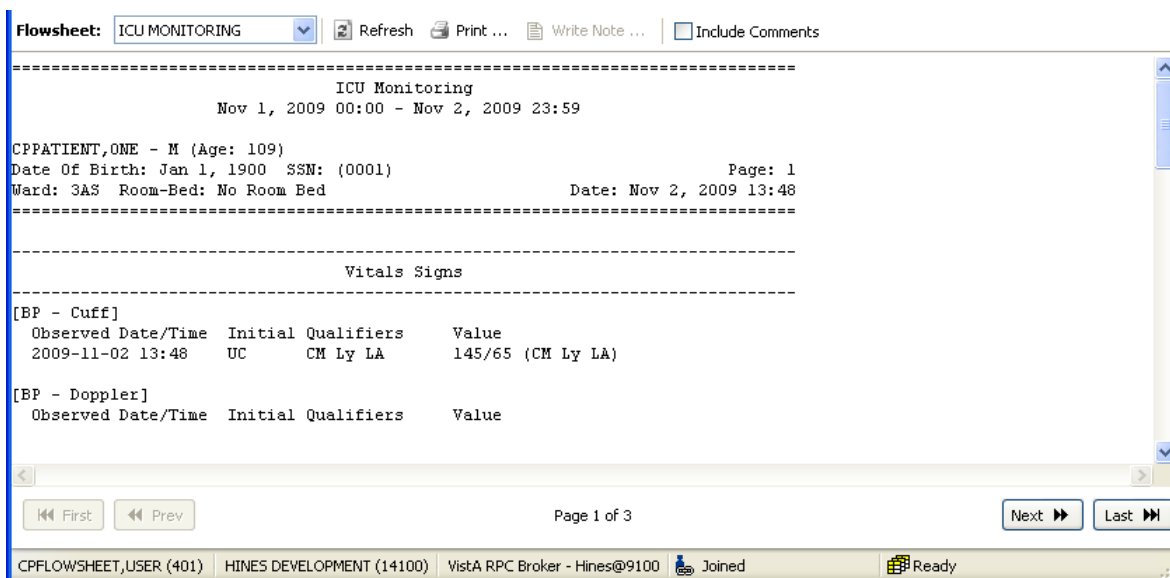 Flowsheet: ICU MONITORING Refresh Print ... Write Note ... Include Comments
================================================================================
ICU Monitoring
Nov 1, 2009 00:00 - Nov 2, 2009 23:59
CPPATIENT,ONE - M (Age: 109)
Date Of Birth: Jan 1, 1900 SSN: (0001) Page: 1
Ward: 3AS Room-Bed: No Room Bed Date: Nov 2, 2009 13:48
================================================================================
--------------------------------------------------------------------------------
Vitals Signs
--------------------------------------------------------------------------------
[BP - Cuff]
Observed Date/Time Initial Qualifiers Value
2009-11-02 13:48 UC CM Ly LA 145/65 (CM Ly LA)
[BP - Doppler]
Observed Date/Time Initial Qualifiers Value
First Prev Page 1 of 3 Next Last
CPFLOWSHEET,USER (401) HINES DEVELOPMENT (14100) VistA RPC Broker - Hines@9100 Joined Ready